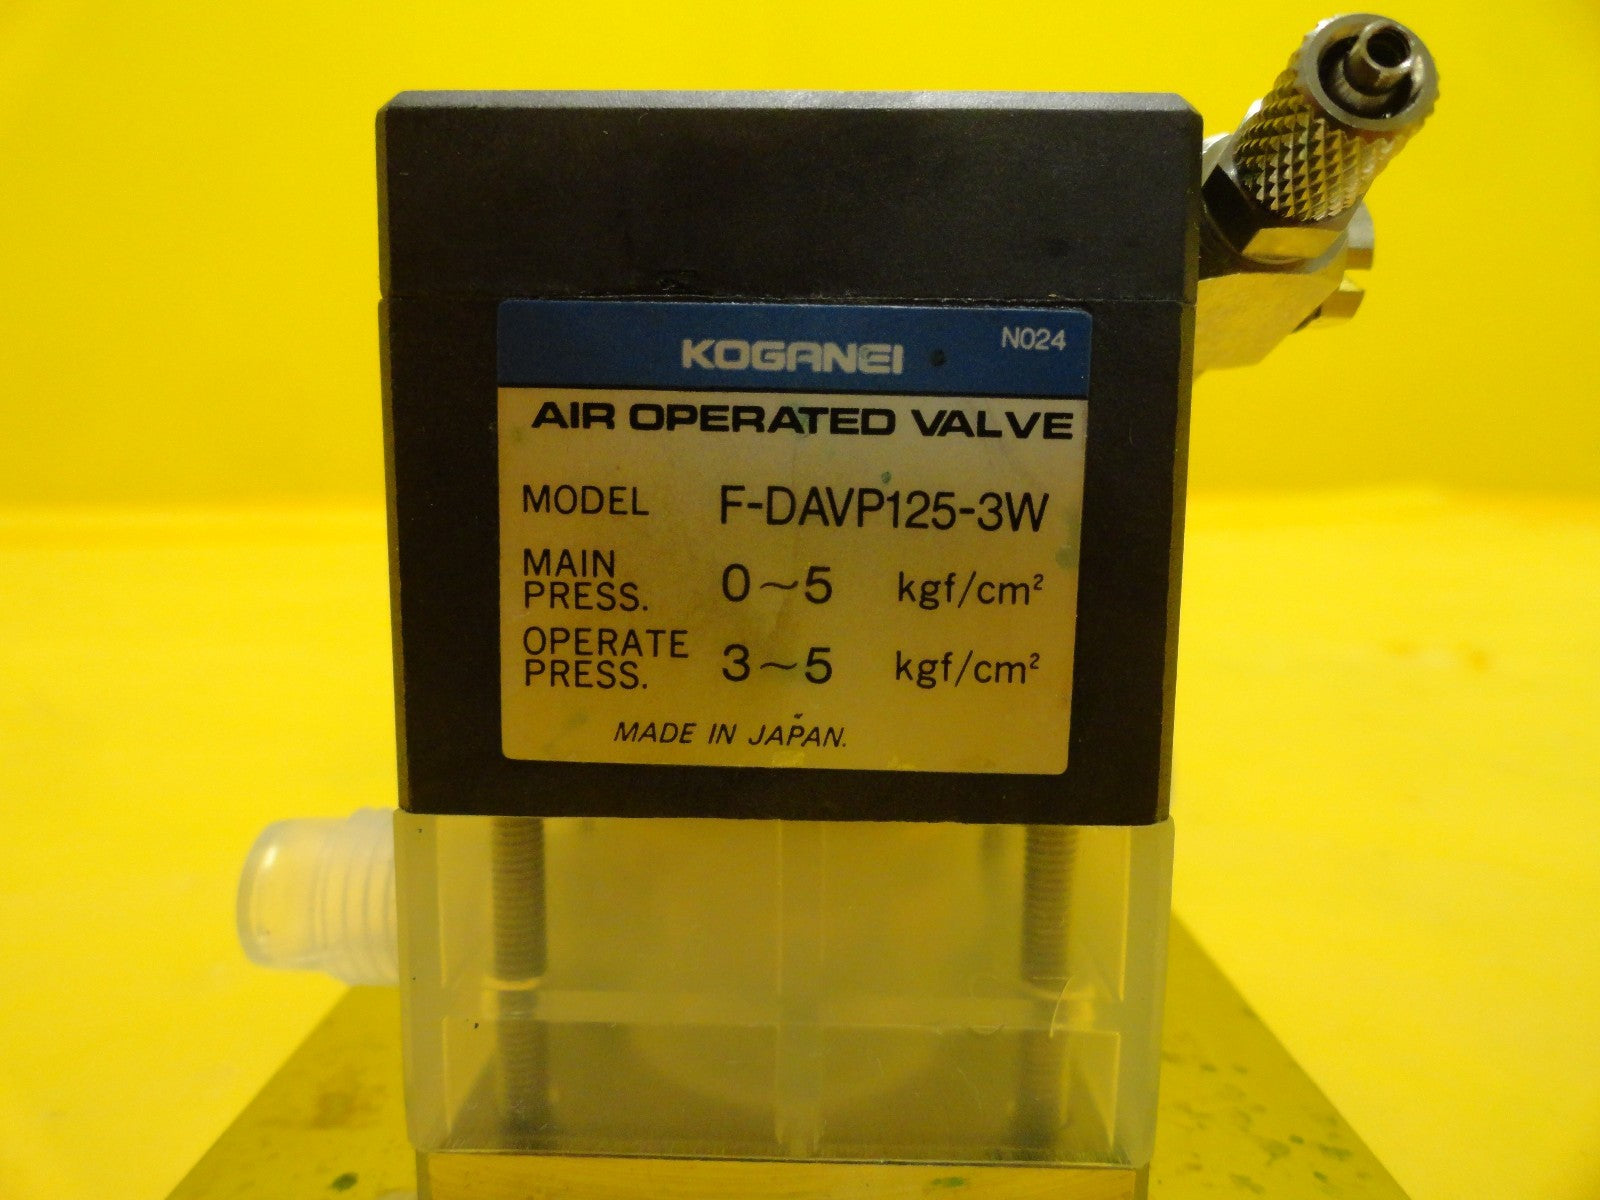 KOGANEI N024
AIR OPERATED VALVE
MODEL F-DAVP125-3W
MAIN PRESS. 0~5 kgf/cm²
OPERATE PRESS. 3~5 kgf/cm²
MADE IN JAPAN.